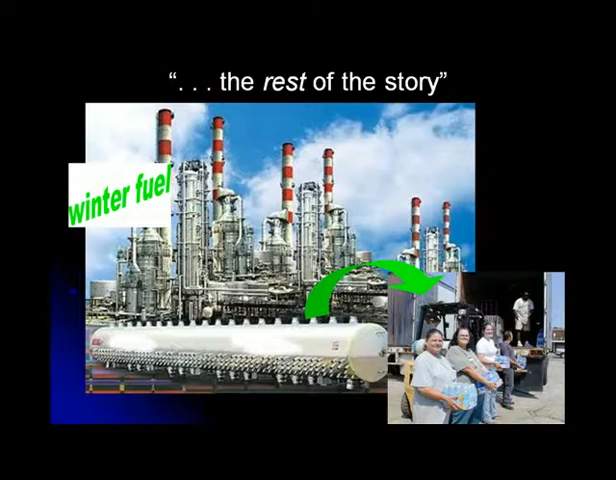 “. . . the rest of the story”
winter fuel